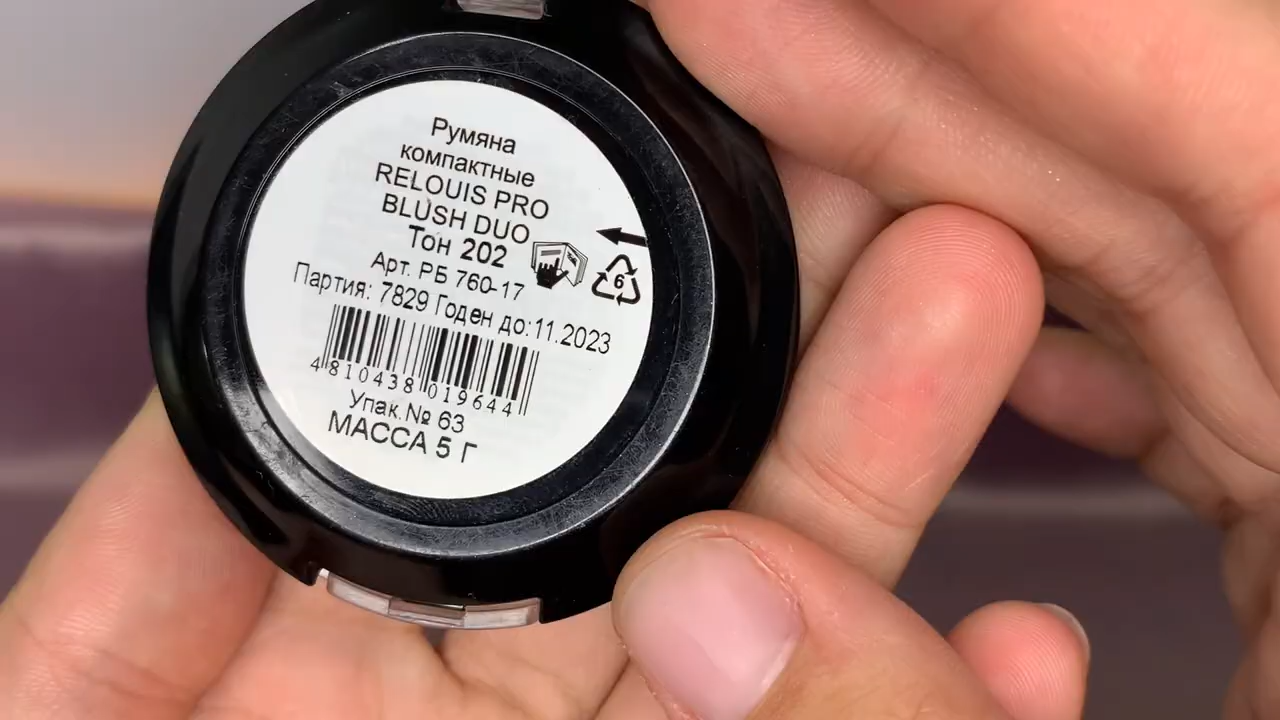 Румяна
компактные
RELOUIS PRO
BLUSH DUO
Тон 202
Арт. РБ 760-17
Партия: 7829 Годен до:11.2023
4 810438 019644
Упак.№ 63
МАССА 5 Г
6